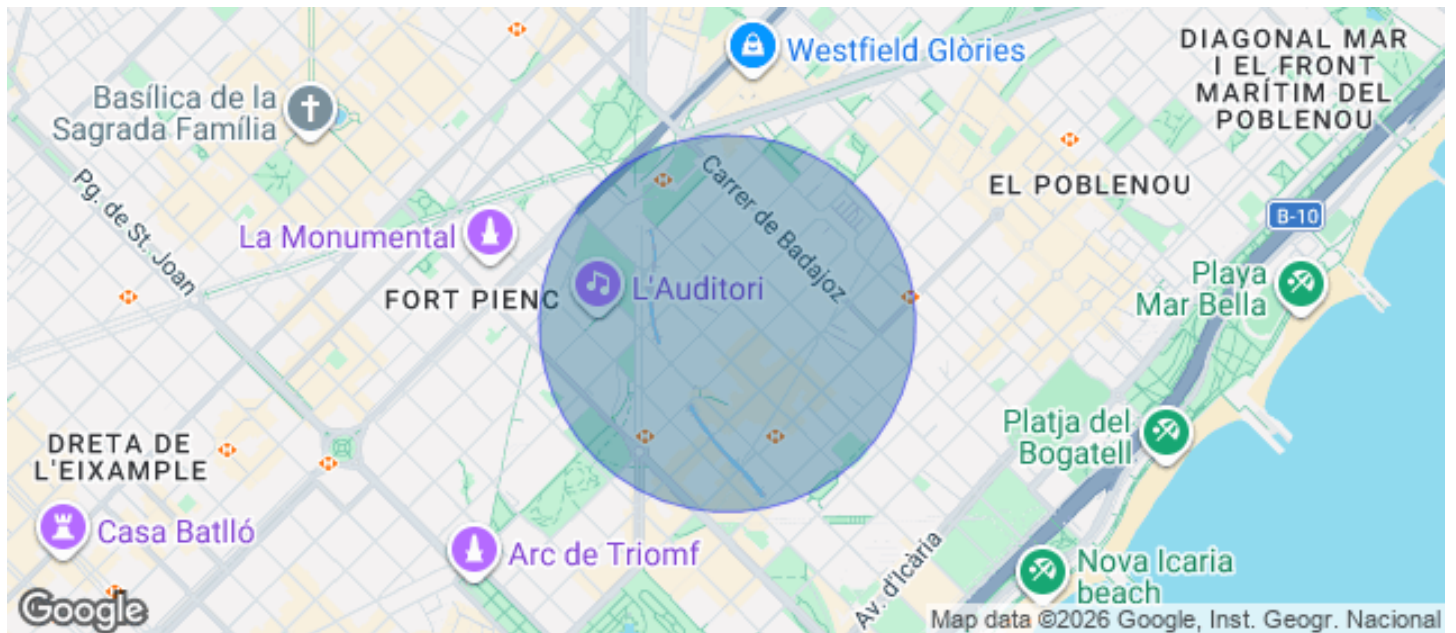 Westfield Glòries
DIAGONAL MAR
I EL FRONT
MARÍTIM DEL
POBLENOU
Basílica de la
Sagrada Família
Carrer de Badajoz
EL POBLENOU
Pg. de St. Joan
B-10
La Monumental
Playa
Mar Bella
L'Auditori
FORT PIENC
Platja del
Bogatell
DRETA DE
L'EIXAMPLE
Casa Batlló
Arc de Triomf
Av. d'Icària
Nova Icaria
beach
Google
Map data ©2026 Google, Inst. Geogr. Nacional